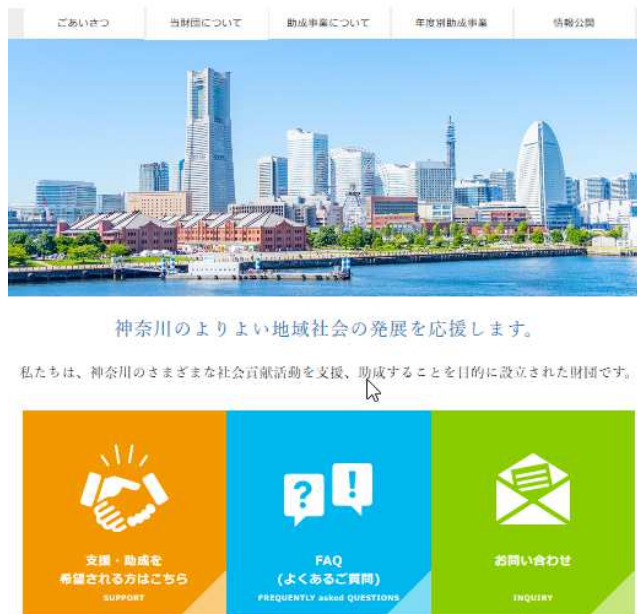 ごあいさつ
当財団について
助成事業について
年度別助成事業
情報公開
神奈川のよりよい地域社会の発展を応援します。
私たちは、神奈川のさまざまな社会貢献活動を支援、助成することを目的に設立された財団です。
支援・助成を
希望される方はこちら
SUPPORT
FAQ
(よくあるご質問)
FREQUENTLY asked QUESTIONS
お問い合わせ
INQUIRY